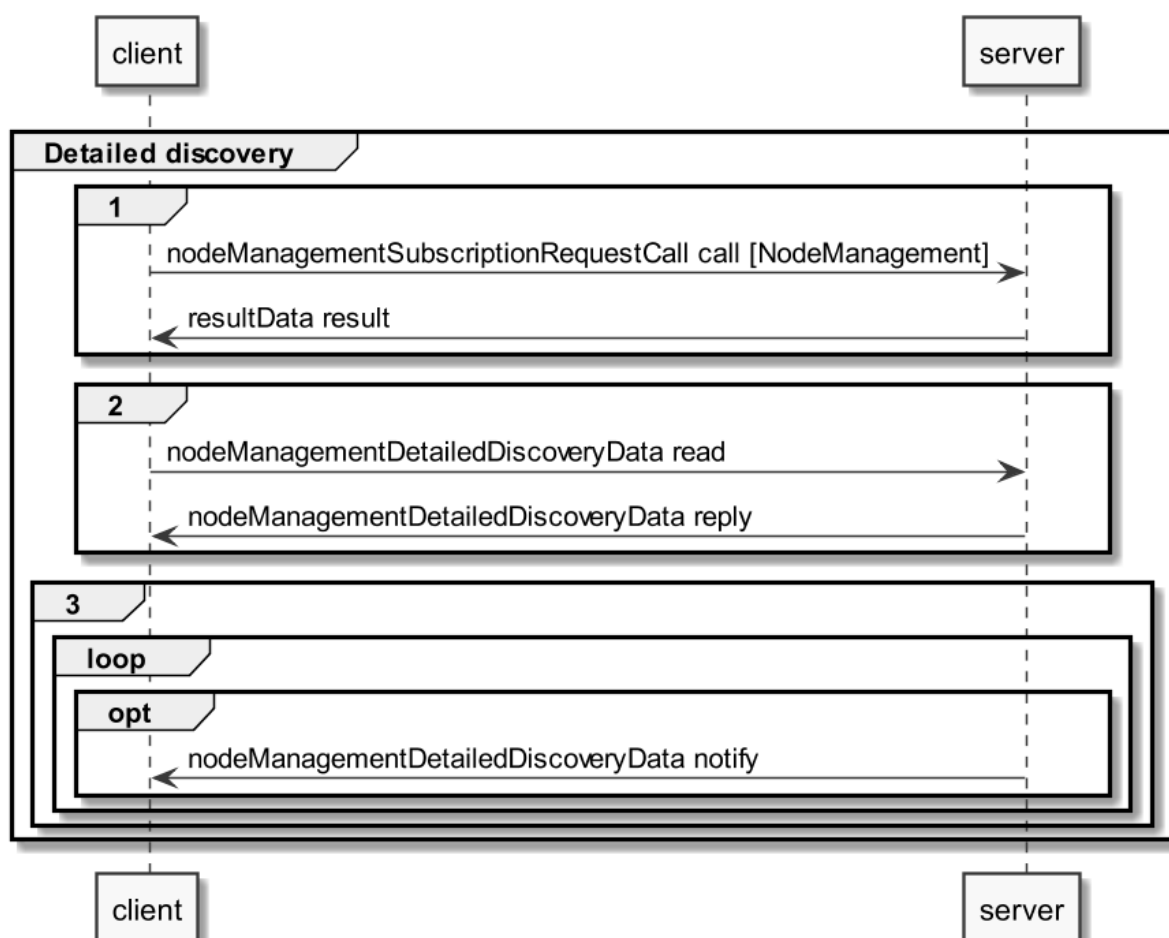 client
server
Detailed discovery
1
nodeManagementSubscriptionRequestCall call [NodeManagement]
resultData result
2
nodeManagementDetailedDiscoveryData read
nodeManagementDetailedDiscoveryData reply
3
loop
opt
nodeManagementDetailedDiscoveryData notify
client
server